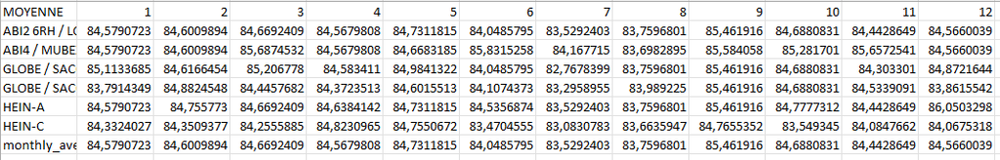 MOYENNE 1 2 3 4 5 6 7 8 9 10 11 12
ABI2 6RH / LC 84,5790723 84,6009894 84,6692409 84,5679808 84,7311815 84,0485795 83,5292403 83,7596801 85,461916 84,6880831 84,4428649 84,5660039
ABI4 / MUBE 84,5790723 84,6009894 85,6874532 84,5679808 84,6683185 85,8315258 84,167715 83,6982895 85,584058 85,281701 85,6572541 84,5660039
GLOBE / SAC 85,1133685 84,6166454 85,206778 84,583411 84,9841322 84,0485795 82,7678399 83,7596801 85,461916 84,6880831 84,303301 84,8721644
GLOBE / SAC 83,7914349 84,8824548 84,4457682 84,3723513 84,6015513 84,1074373 83,2958955 83,989225 85,461916 84,6880831 84,5339091 83,8615542
HEIN-A 84,5790723 84,755773 84,6692409 84,6384142 84,7311815 84,5356874 83,5292403 83,7596801 85,461916 84,7777312 84,4428649 86,0503298
HEIN-C 84,3324027 84,3509377 84,2555885 84,8230965 84,7550672 83,4704555 83,0830783 83,6635947 84,7655352 83,549345 84,0847662 84,0675318
monthly_ave 84,5790723 84,6009894 84,6692409 84,5679808 84,7311815 84,0485795 83,5292403 83,7596801 85,461916 84,6880831 84,4428649 84,5660039